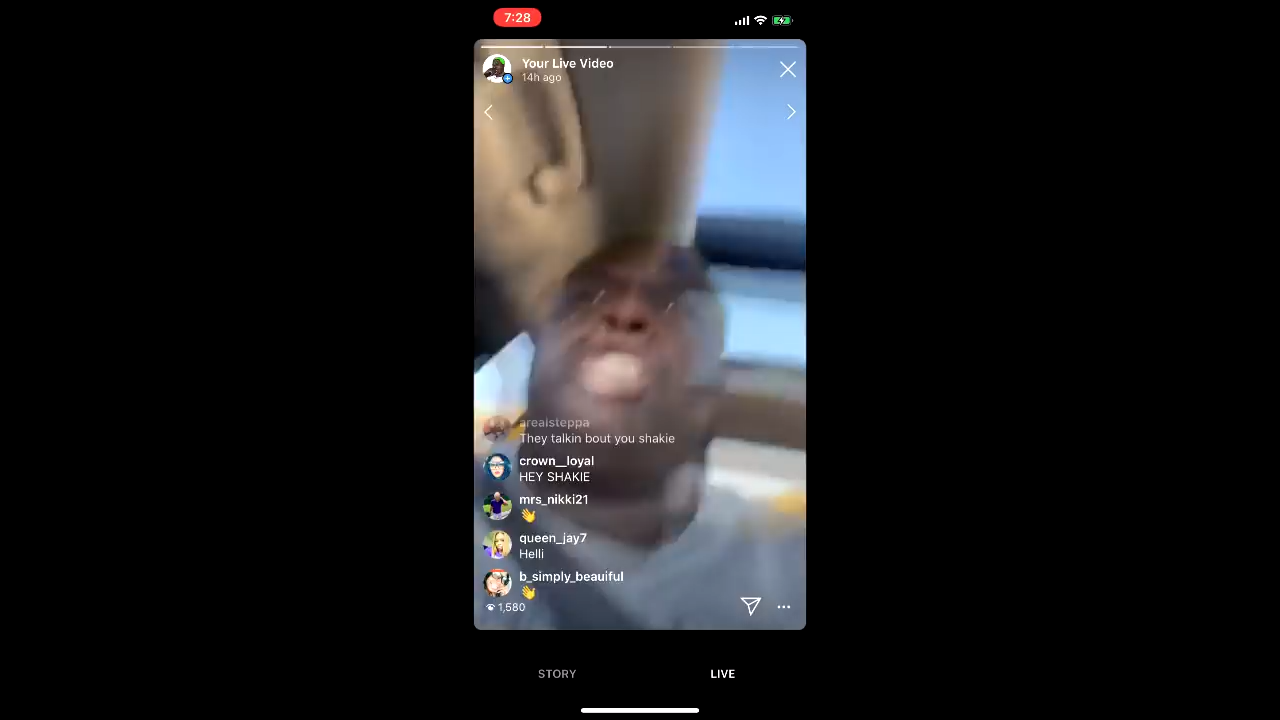 7:28
Your Live Video
14h ago
arealsteppa
They talkin bout you shakie
crown__loyal
HEY SHAKIE
mrs_nikki21
👋
queen_jay7
Helli
b_simply_beauiful
👋
1,580
STORY
LIVE